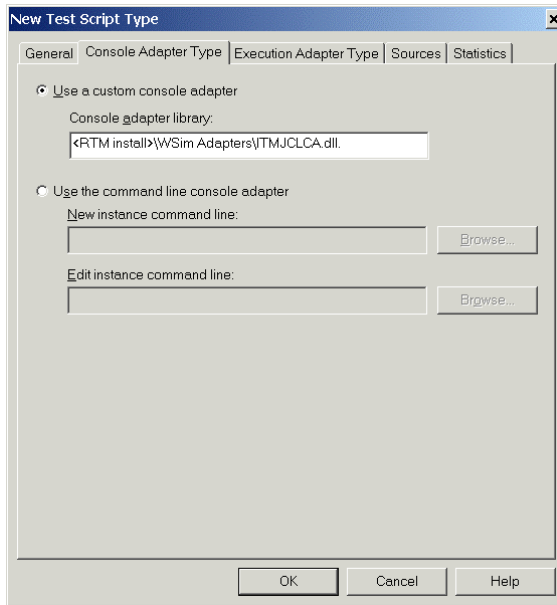 New Test Script Type
General Console Adapter Type Execution Adapter Type Sources Statistics
Use a custom console adapter
Console adapter library:
<RTM install>\WSim Adapters\ITMJCLCA.dll.
Use the command line console adapter
New instance command line:
Browse...
Edit instance command line:
Browse...
OK Cancel Help